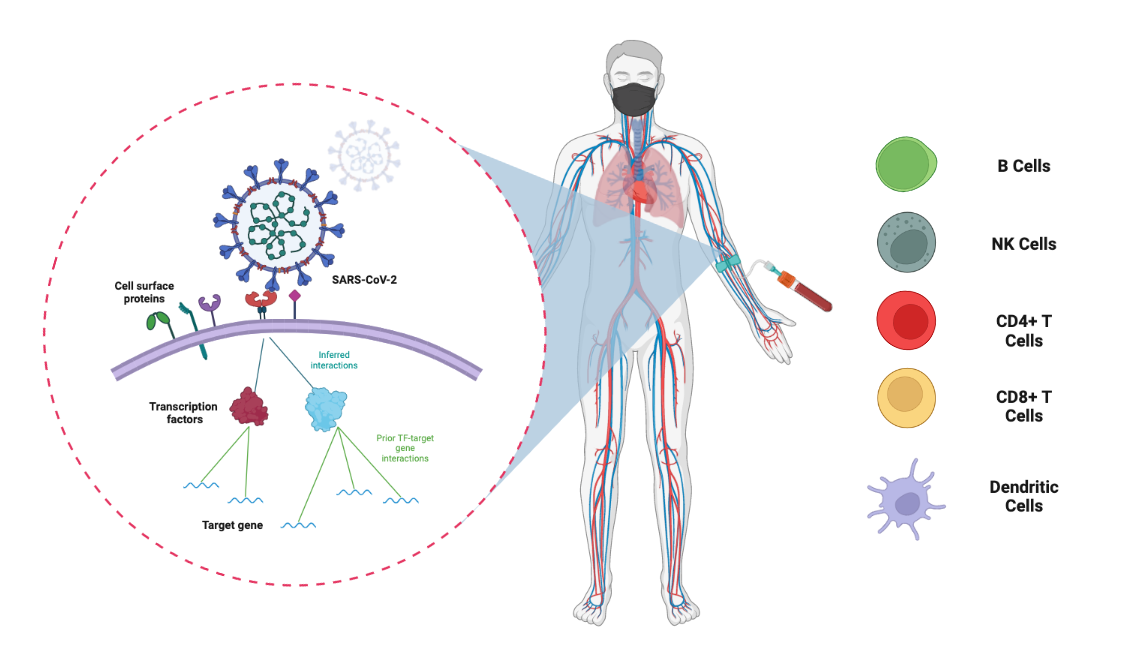 SARS-CoV-2
Cell surface
proteins
Inferred
interactions
Transcription
factors
Prior TF-target
gene
interactions
Target gene
B Cells
NK Cells
CD4+ T
Cells
CD8+ T
Cells
Dendritic
Cells